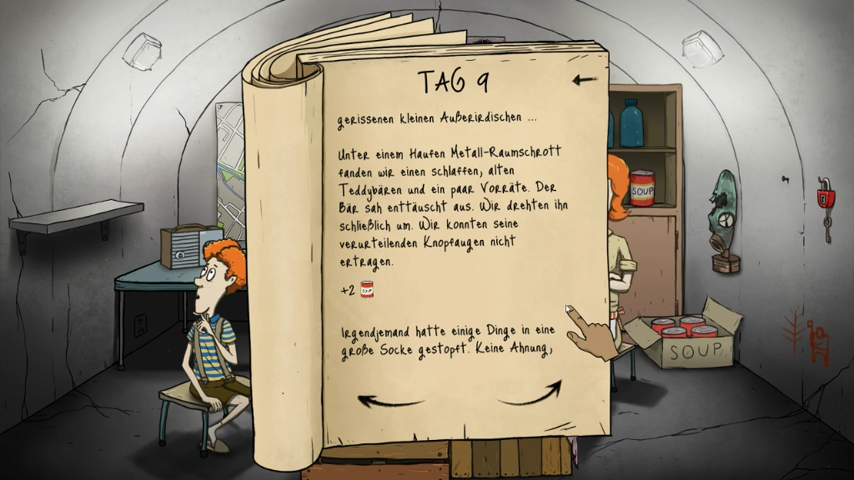 TAG 9
gerissenen kleinen Außerirdischen ...
Unter einem Haufen Metall-Raumschrott
fanden wir einen schlaffen, alten
Teddybären und ein paar Vorräte. Der
Bär sah enttäuscht aus. Wir drehten ihn
schließlich um. Wir konnten seine
verurteilenden Knopfaugen nicht
ertragen.
+2 SOUP
Irgendjemand hatte einige Dinge in eine
große Socke gestopft. Keine Ahnung,
SOUP
SOUP